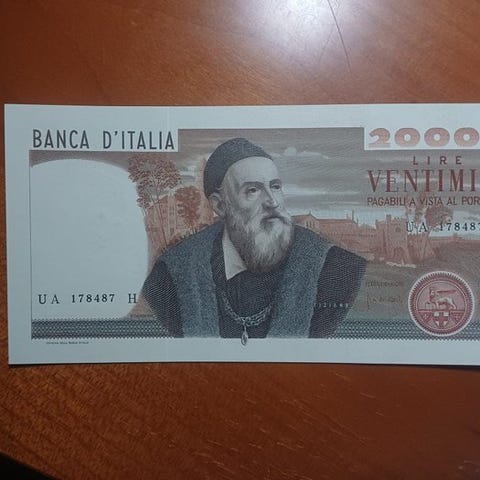 BANCA D'ITALIA
2000
LIRE
VENTIMI
PAGABILI A VISTA AL POR
UA 178487
UA 178487 H